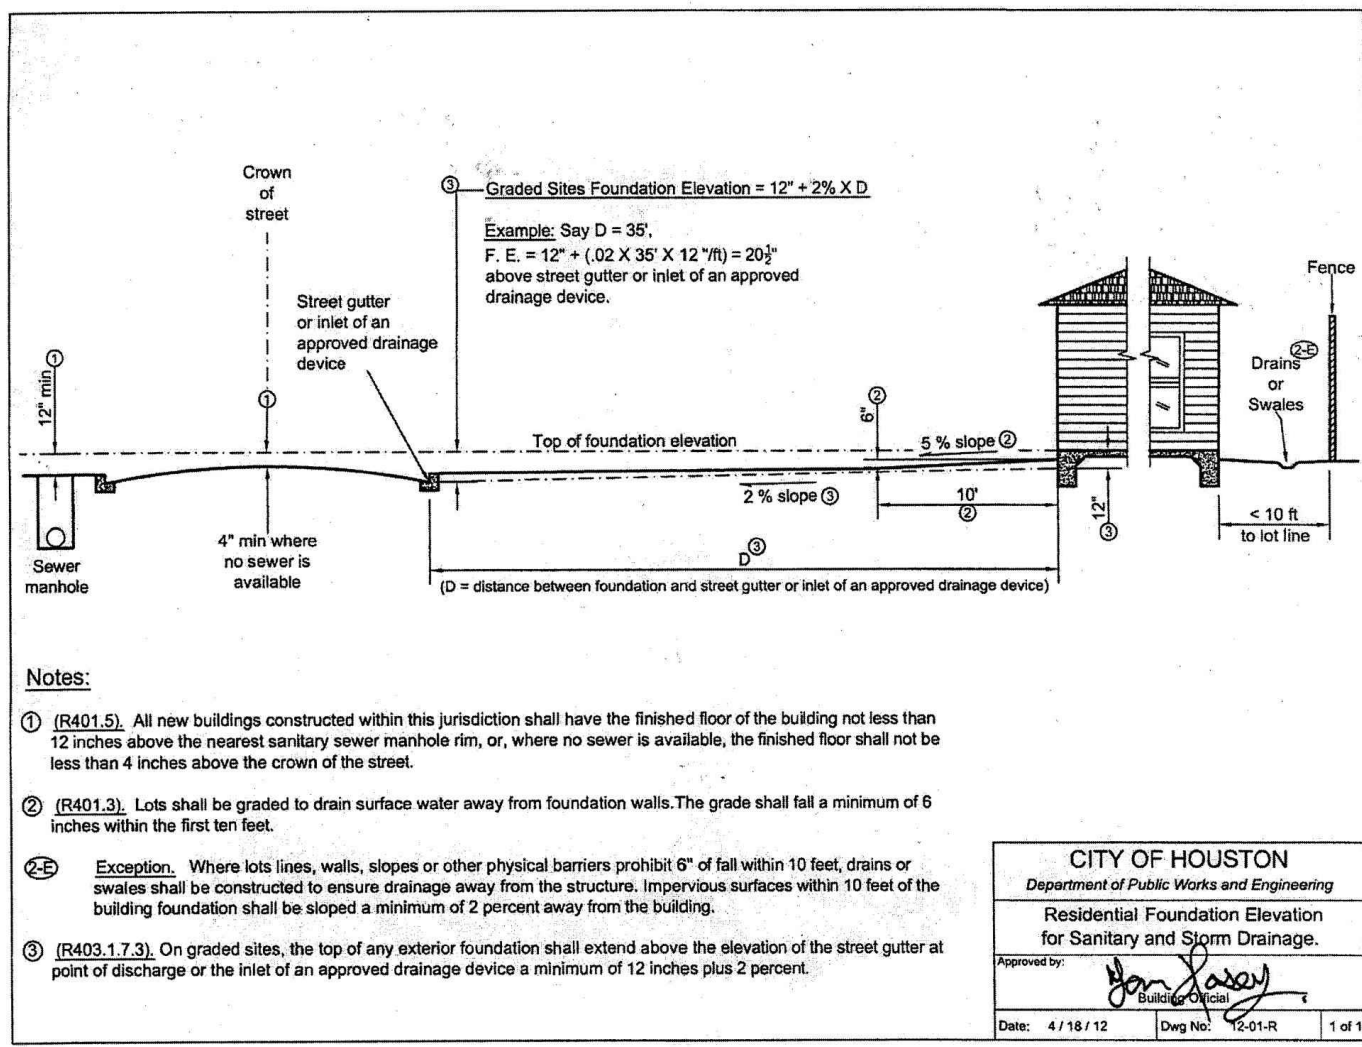 Crown
of
street
③ Graded Sites Foundation Elevation = 12" + 2% X D
Example: Say D = 35',
F. E. = 12" + (.02 X 35' X 12 "/ft) = 20½"
above street gutter or inlet of an approved
drainage device.
Street gutter
or inlet of an
approved drainage
device
Fence
12" min ①
①
6" ②
Drains 2-E
or
Swales
Top of foundation elevation
5 % slope ②
2 % slope ③
10'
②
12" ③
< 10 ft
to lot line
Sewer
manhole
4" min where
no sewer is
available
D ③
(D = distance between foundation and street gutter or inlet of an approved drainage device)
Notes:
① (R401.5). All new buildings constructed within this jurisdiction shall have the finished floor of the building not less than
12 inches above the nearest sanitary sewer manhole rim, or, where no sewer is available, the finished floor shall not be
less than 4 inches above the crown of the street.
② (R401.3). Lots shall be graded to drain surface water away from foundation walls.The grade shall fall a minimum of 6
inches within the first ten feet.
2-E Exception. Where lots lines, walls, slopes or other physical barriers prohibit 6" of fall within 10 feet, drains or
swales shall be constructed to ensure drainage away from the structure. Impervious surfaces within 10 feet of the
building foundation shall be sloped a minimum of 2 percent away from the building.
③ (R403.1.7.3). On graded sites, the top of any exterior foundation shall extend above the elevation of the street gutter at
point of discharge or the inlet of an approved drainage device a minimum of 12 inches plus 2 percent.
CITY OF HOUSTON
Department of Public Works and Engineering
Residential Foundation Elevation
for Sanitary and Storm Drainage.
Approved by:
Building Official
Date: 4 / 18 / 12
Dwg No: 12-01-R
1 of 1